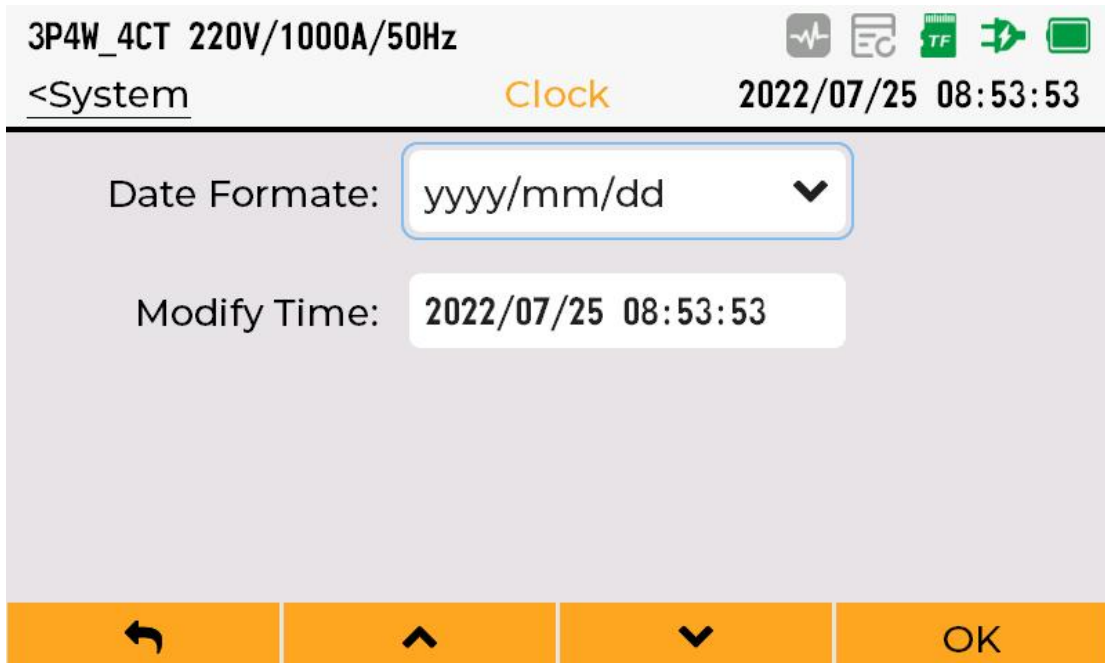 3P4W_4CT 220V/1000A/50Hz TF
<System Clock 2022/07/25 08:53:53
Date Formate: yyyy/mm/dd
Modify Time: 2022/07/25 08:53:53
OK